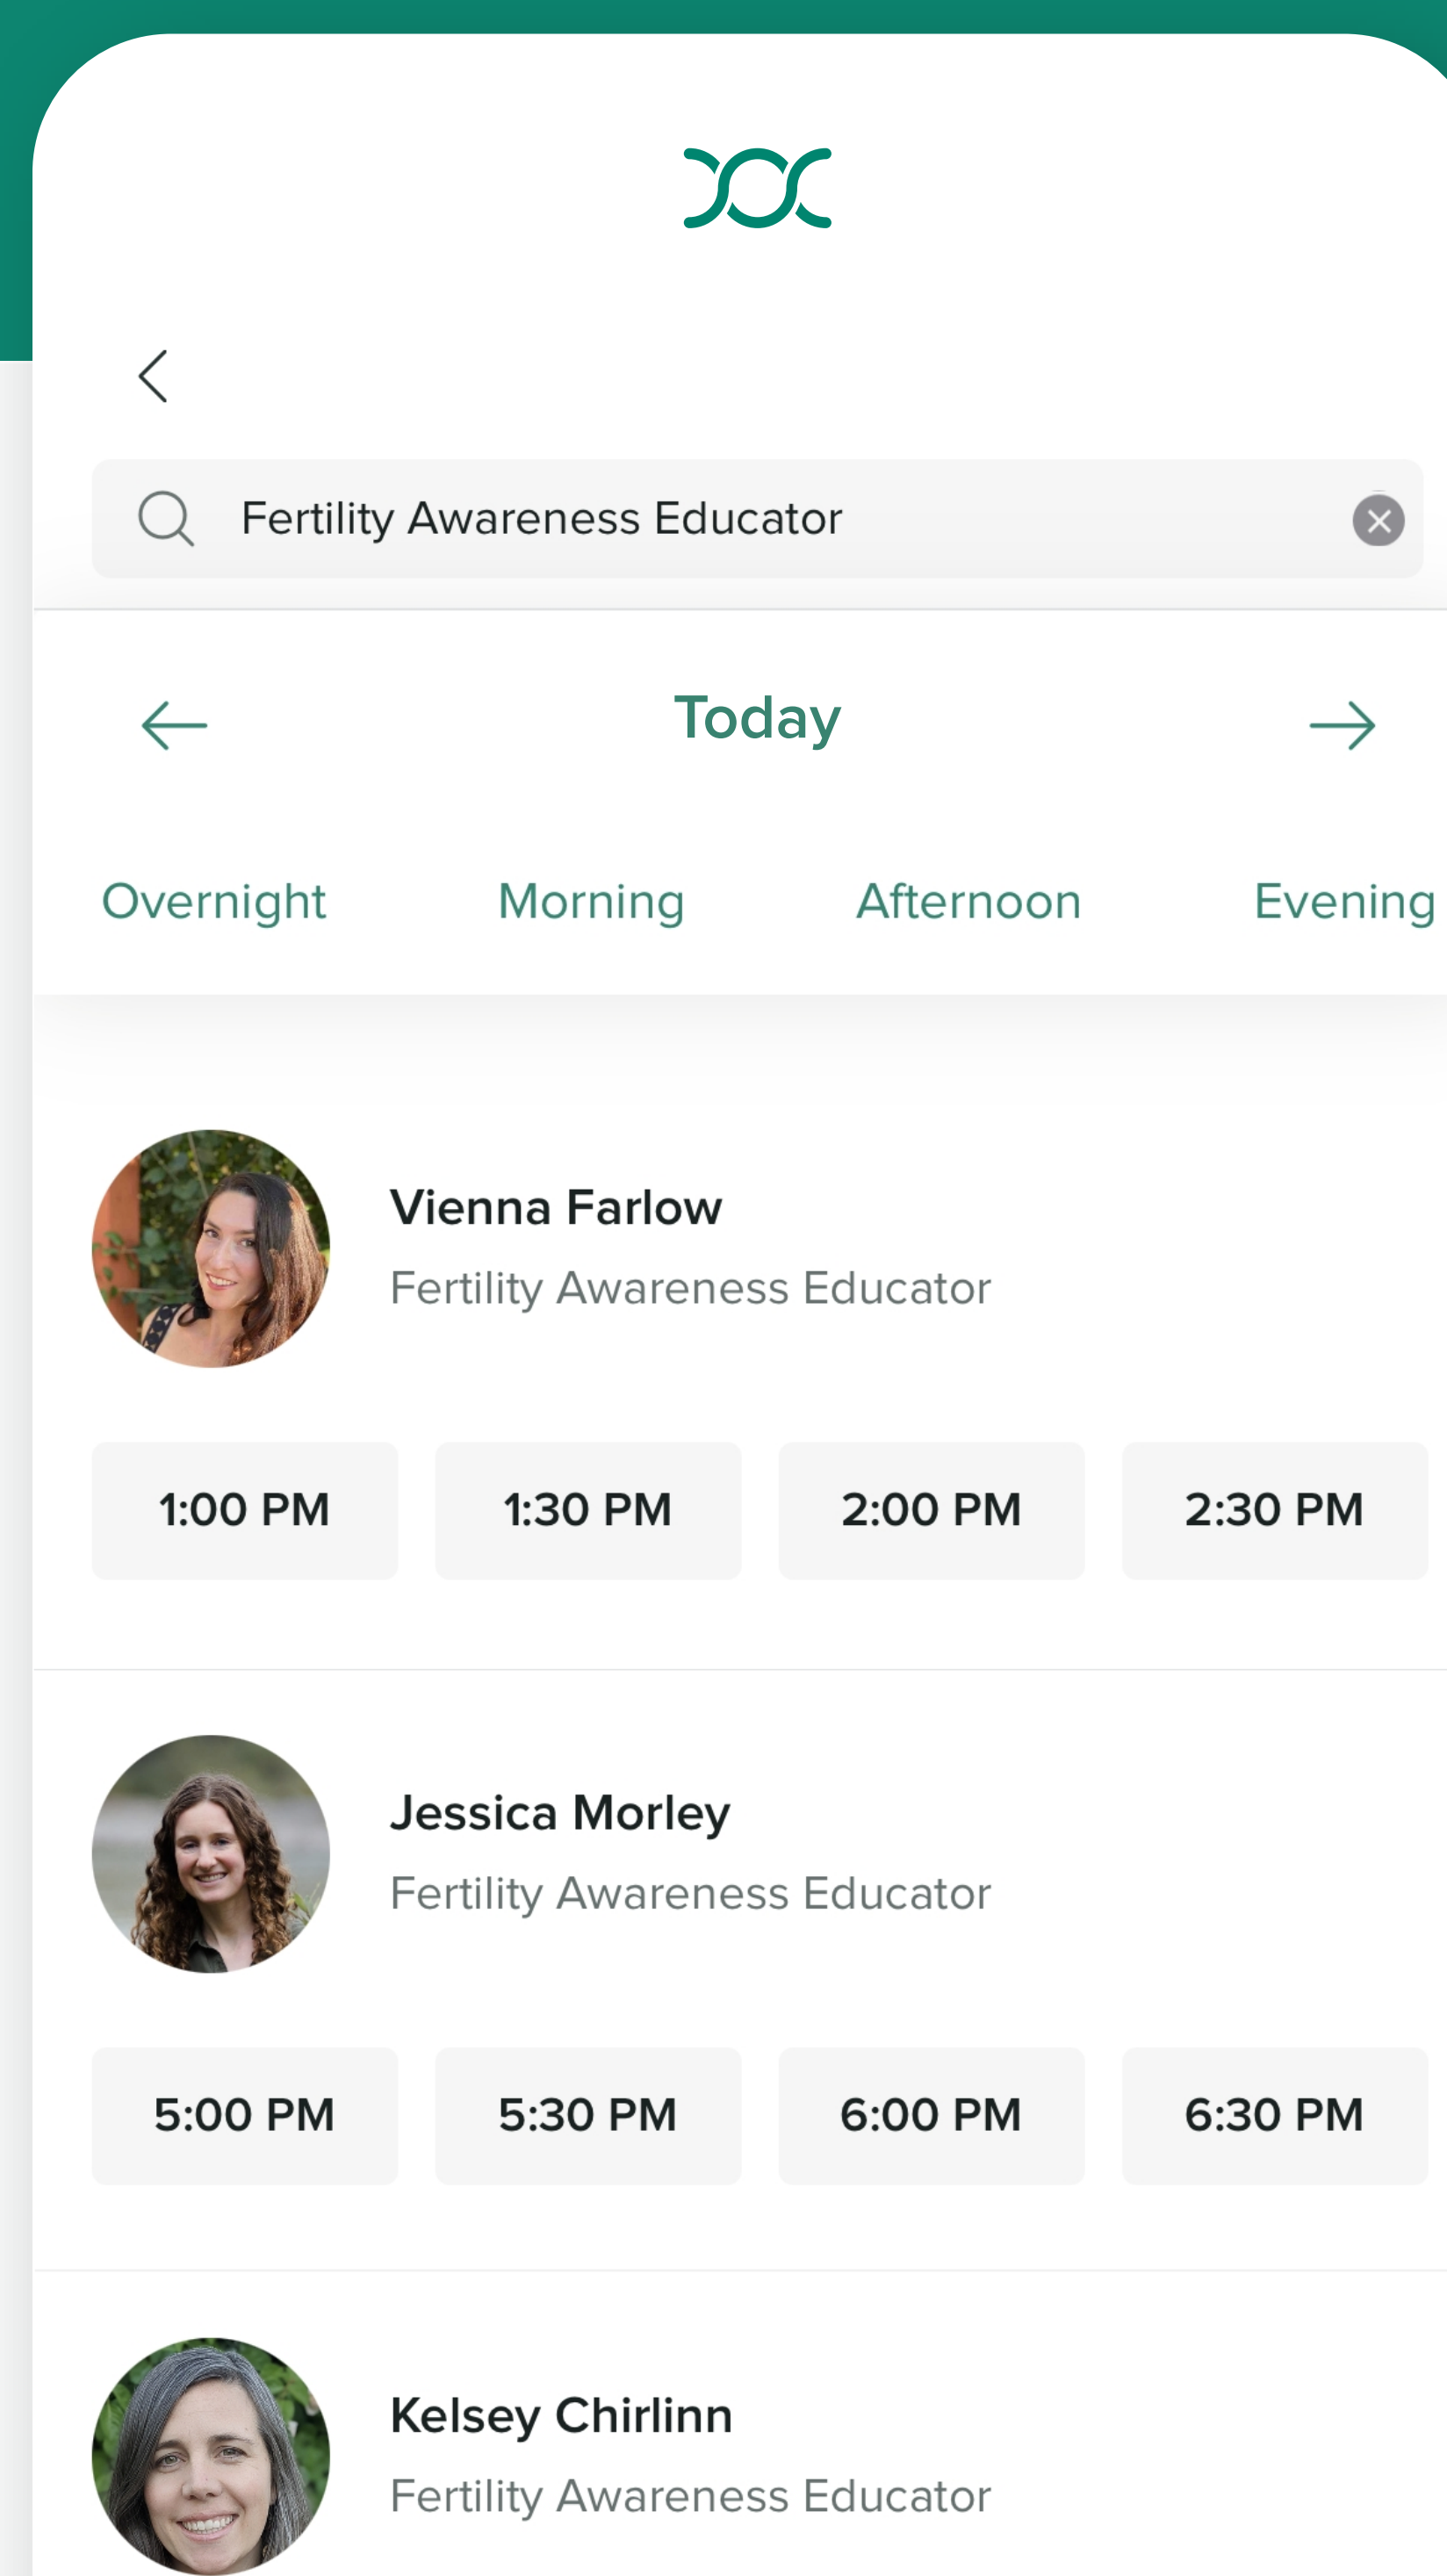 Fertility Awareness Educator
Today
Overnight Morning Afternoon Evening
Vienna Farlow
Fertility Awareness Educator
1:00 PM 1:30 PM 2:00 PM 2:30 PM
Jessica Morley
Fertility Awareness Educator
5:00 PM 5:30 PM 6:00 PM 6:30 PM
Kelsey Chirlinn
Fertility Awareness Educator